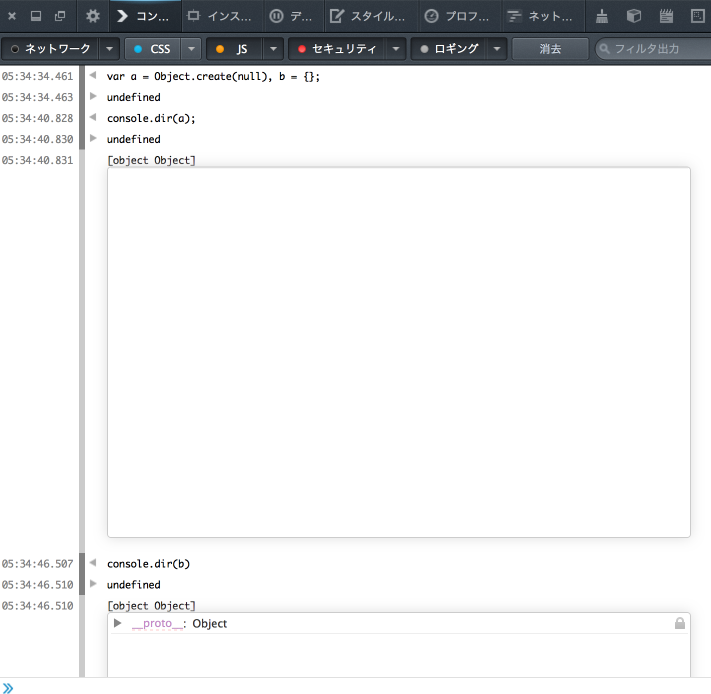 コン... インス... デ... スタイル... プロフ... ネット...
ネットワーク CSS JS セキュリティ ロギング 消去 フィルタ出力
05:34:34.461 var a = Object.create(null), b = {};
05:34:34.463 undefined
05:34:40.828 console.dir(a);
05:34:40.830 undefined
05:34:40.831 [object Object]
05:34:46.507 console.dir(b)
05:34:46.510 undefined
05:34:46.510 [object Object]
__proto__: Object